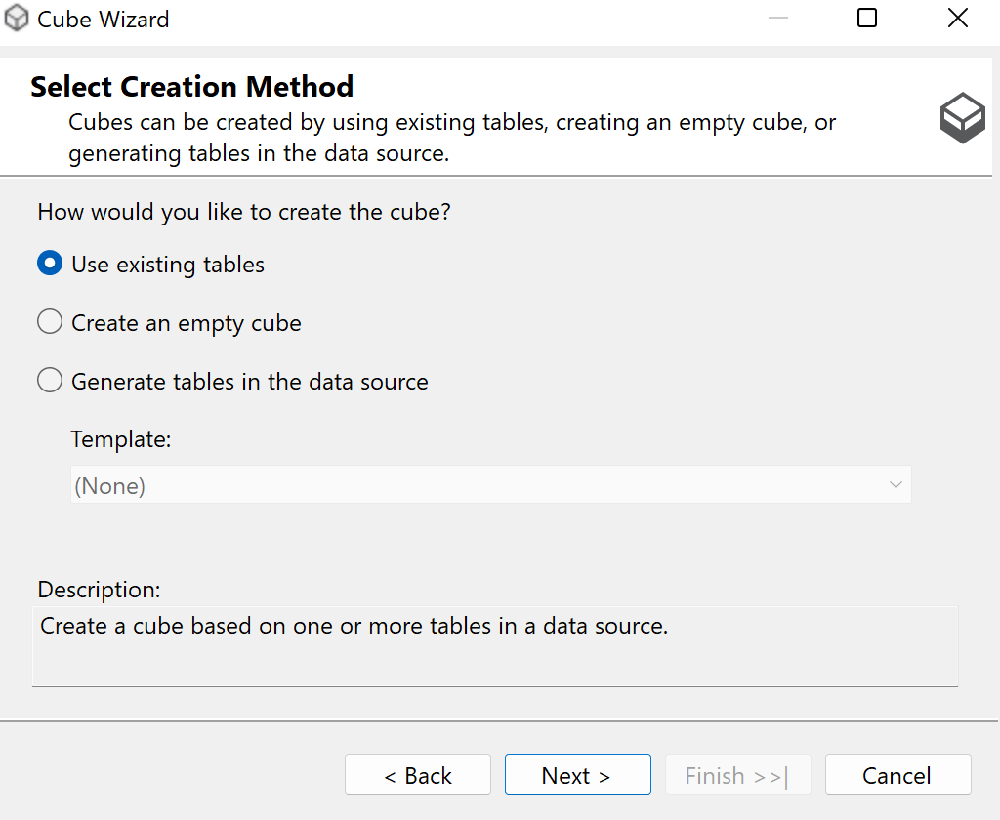 Cube Wizard
Select Creation Method
Cubes can be created by using existing tables, creating an empty cube, or
generating tables in the data source.
How would you like to create the cube?
Use existing tables
Create an empty cube
Generate tables in the data source
Template:
(None)
Description:
Create a cube based on one or more tables in a data source.
< Back
Next >
Finish >>|
Cancel